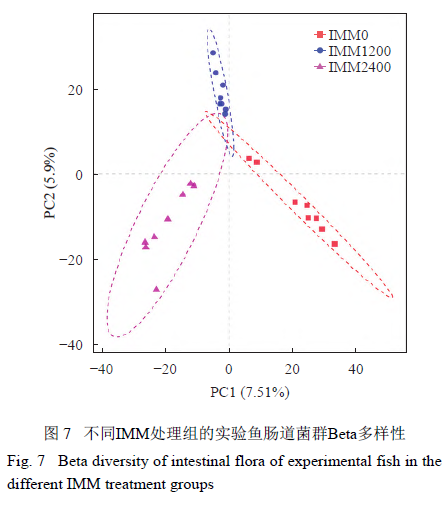 IMM0
IMM1200
IMM2400
20
0
−20
−40
PC2 (5.9%)
−40
−20
0
20
40
PC1 (7.51%)
图 7 不同IMM处理组的实验鱼肠道菌群Beta多样性
Fig. 7 Beta diversity of intestinal flora of experimental fish in the
different IMM treatment groups